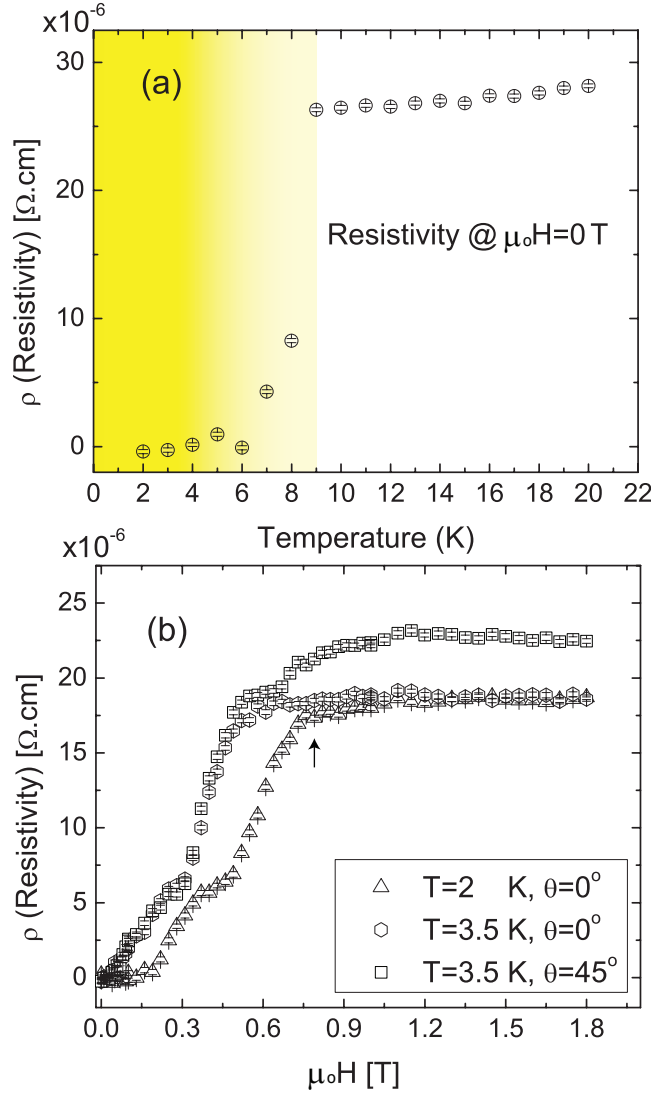 x10⁻⁶
30
20
10
0
ρ (Resistivity) [Ω.cm]
(a)
Resistivity @ μₒH=0 T
0 2 4 6 8 10 12 14 16 18 20 22
Temperature (K)
x10⁻⁶
25
20
15
10
5
0
ρ (Resistivity) [Ω.cm]
(b)
T=2 K, θ=0°
T=3.5 K, θ=0°
T=3.5 K, θ=45°
0.0 0.3 0.6 0.9 1.2 1.5 1.8
μₒH [T]